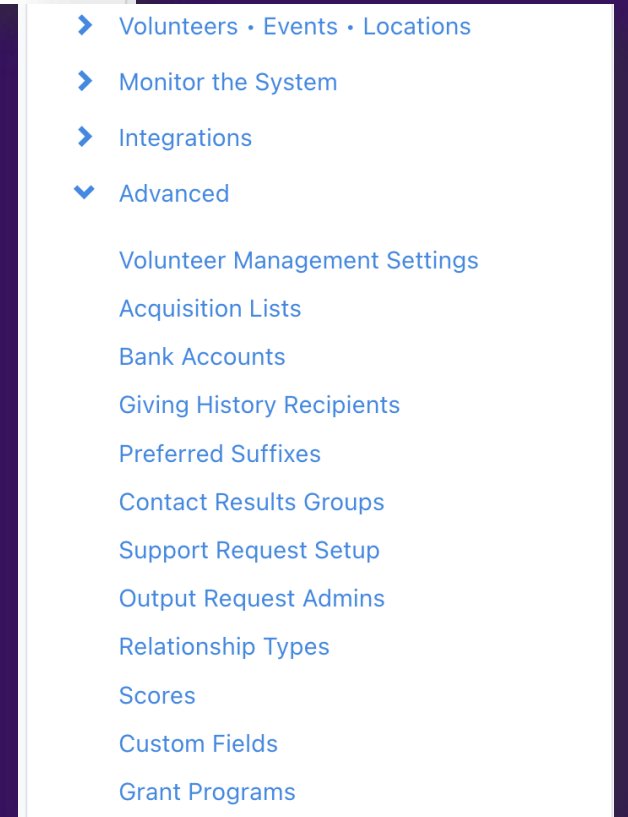 Volunteers • Events • Locations
Monitor the System
Integrations
Advanced
Volunteer Management Settings
Acquisition Lists
Bank Accounts
Giving History Recipients
Preferred Suffixes
Contact Results Groups
Support Request Setup
Output Request Admins
Relationship Types
Scores
Custom Fields
Grant Programs